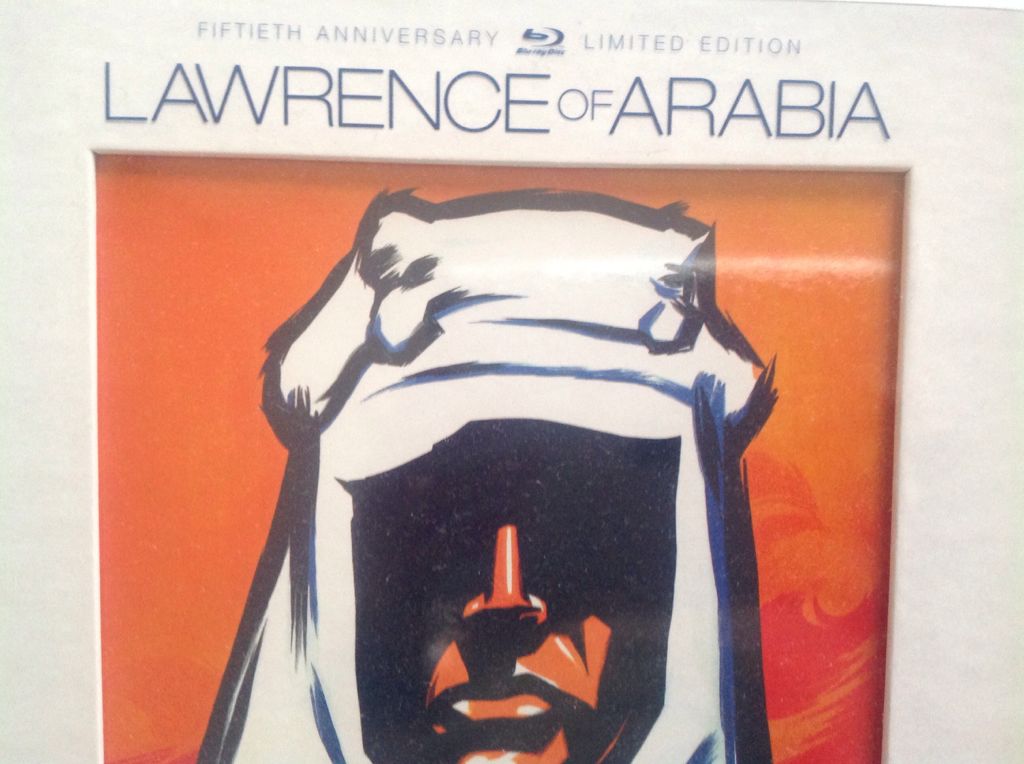 FIFTIETH ANNIVERSARY Blu-ray Disc LIMITED EDITION
LAWRENCE OF ARABIA